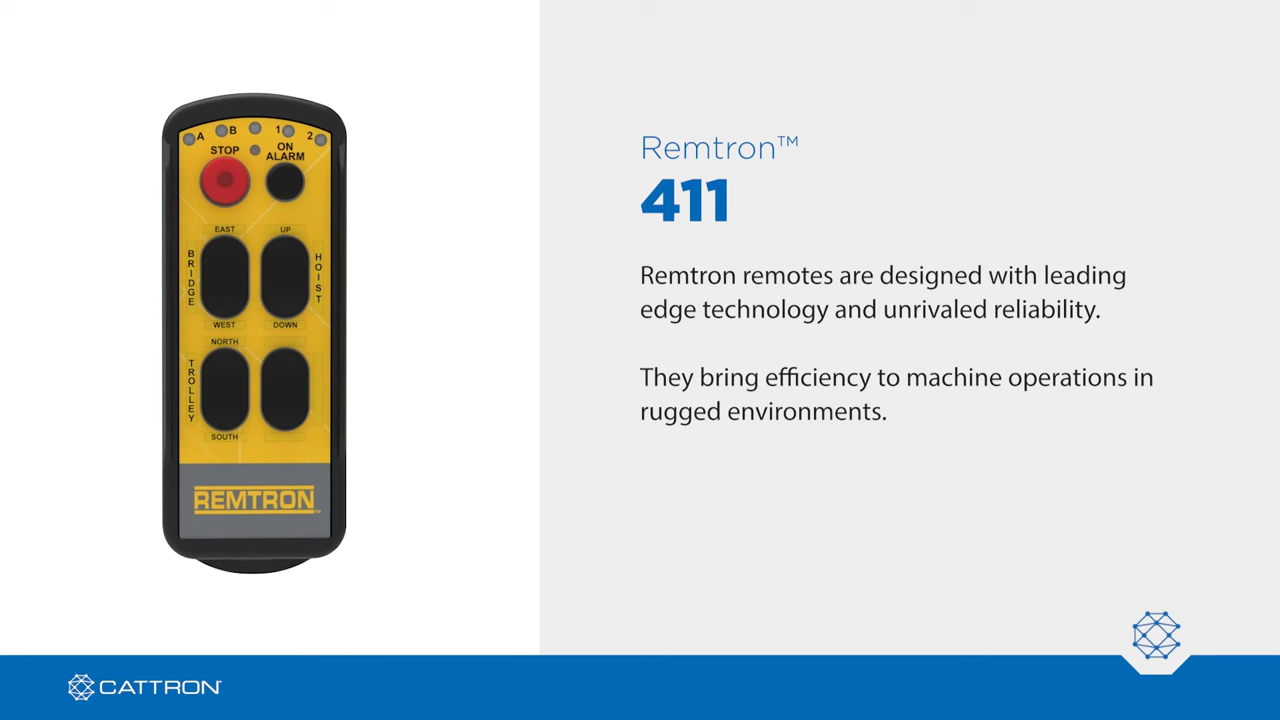 A
B
1
2
STOP
ON
ALARM
EAST
UP
BRIDGE
HOIST
WEST
DOWN
NORTH
TROLLEY
SOUTH
REMTRON™
Remtron™
411
Remtron remotes are designed with leading
edge technology and unrivaled reliability.
They bring efficiency to machine operations in
rugged environments.
CATTRON